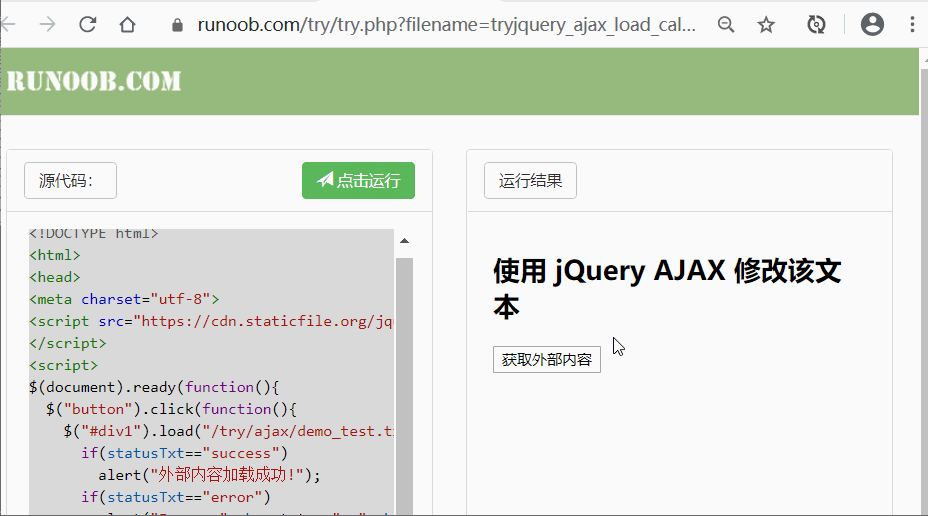 runoob.com/try/try.php?filename=tryjquery_ajax_load_cal...
RUNOOB.COM
源代码:
点击运行
运行结果
<!DOCTYPE html>
<html>
<head>
<meta charset="utf-8">
<script src="https://cdn.staticfile.org/jq
</script>
<script>
$(document).ready(function(){
$("button").click(function(){
$("#div1").load("/try/ajax/demo_test.t
if(statusTxt=="success")
alert("外部内容加载成功!");
if(statusTxt=="error")
使用 jQuery AJAX 修改该文
本
获取外部内容